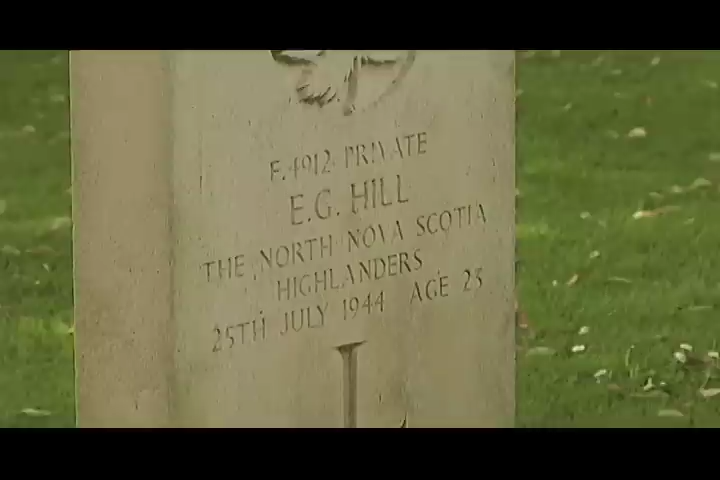 F.4912 PRIVATE
E.G. HILL
THE NORTH NOVA SCOTIA
HIGHLANDERS
25TH JULY 1944 AGE 23